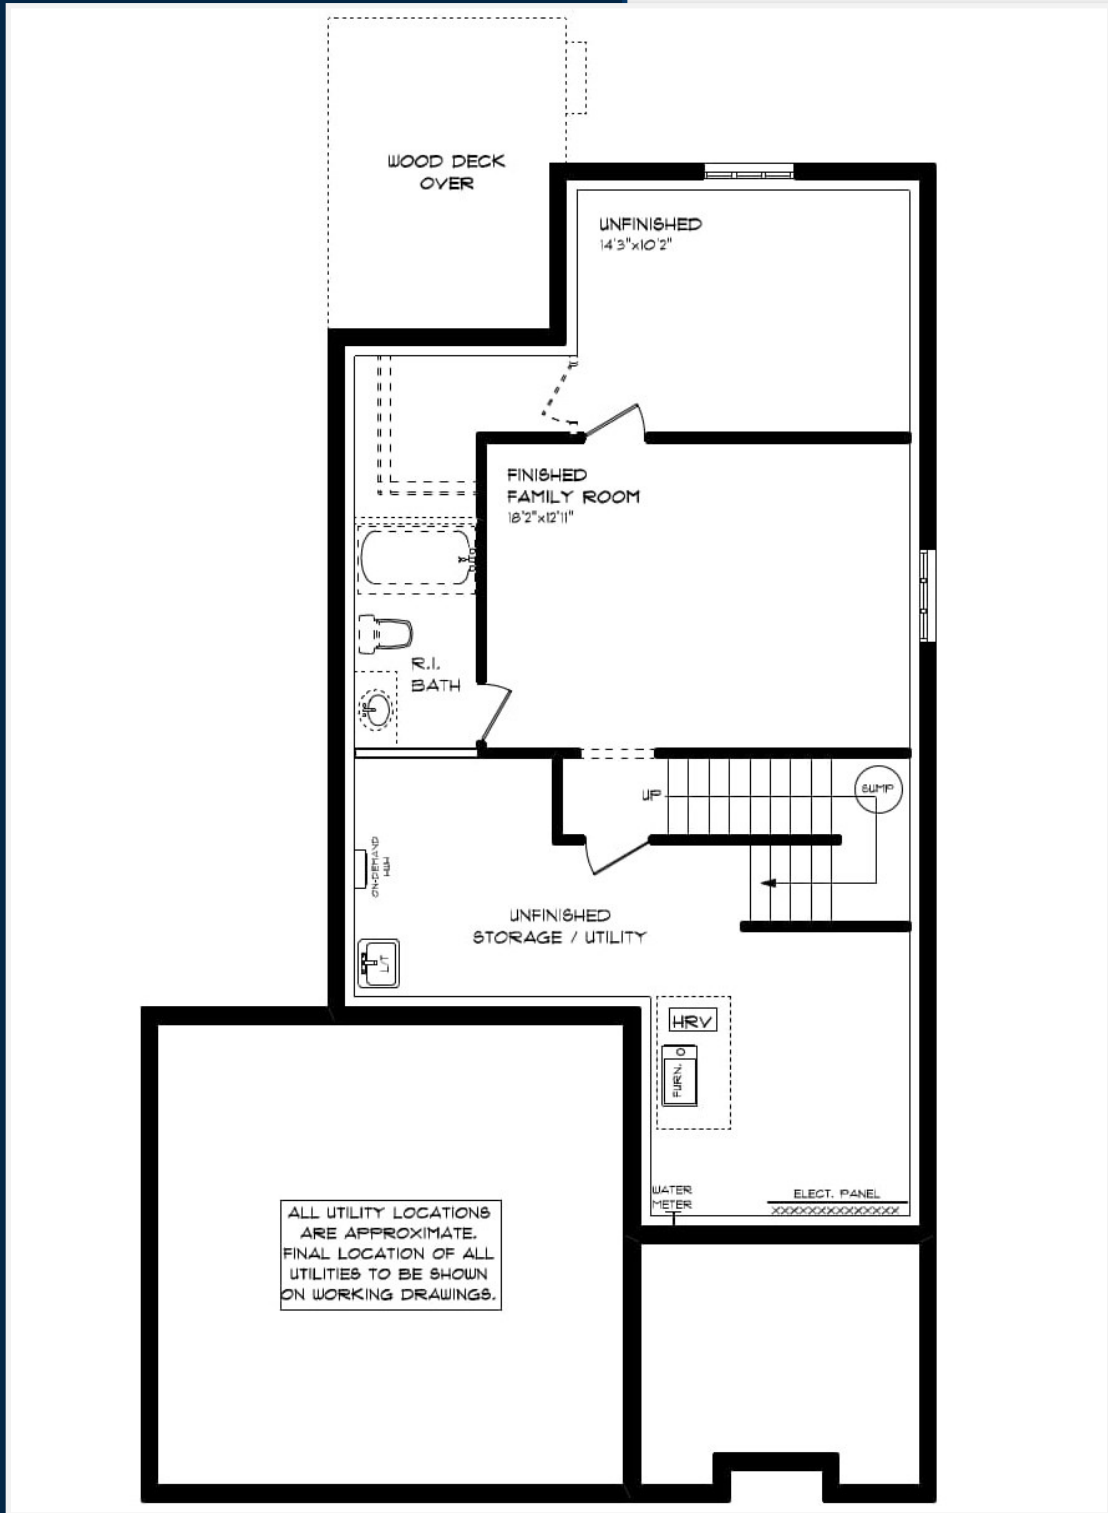 WOOD DECK
OVER
UNFINISHED
14'3"x10'2"
FINISHED
FAMILY ROOM
18'2"x12'11"
R.I.
BATH
UP
SUMP
ON-DEMAND
HWH
UNFINISHED
STORAGE / UTILITY
L/T
HRV
FURN.
WATER
METER
ELECT. PANEL
ALL UTILITY LOCATIONS
ARE APPROXIMATE.
FINAL LOCATION OF ALL
UTILITIES TO BE SHOWN
ON WORKING DRAWINGS.